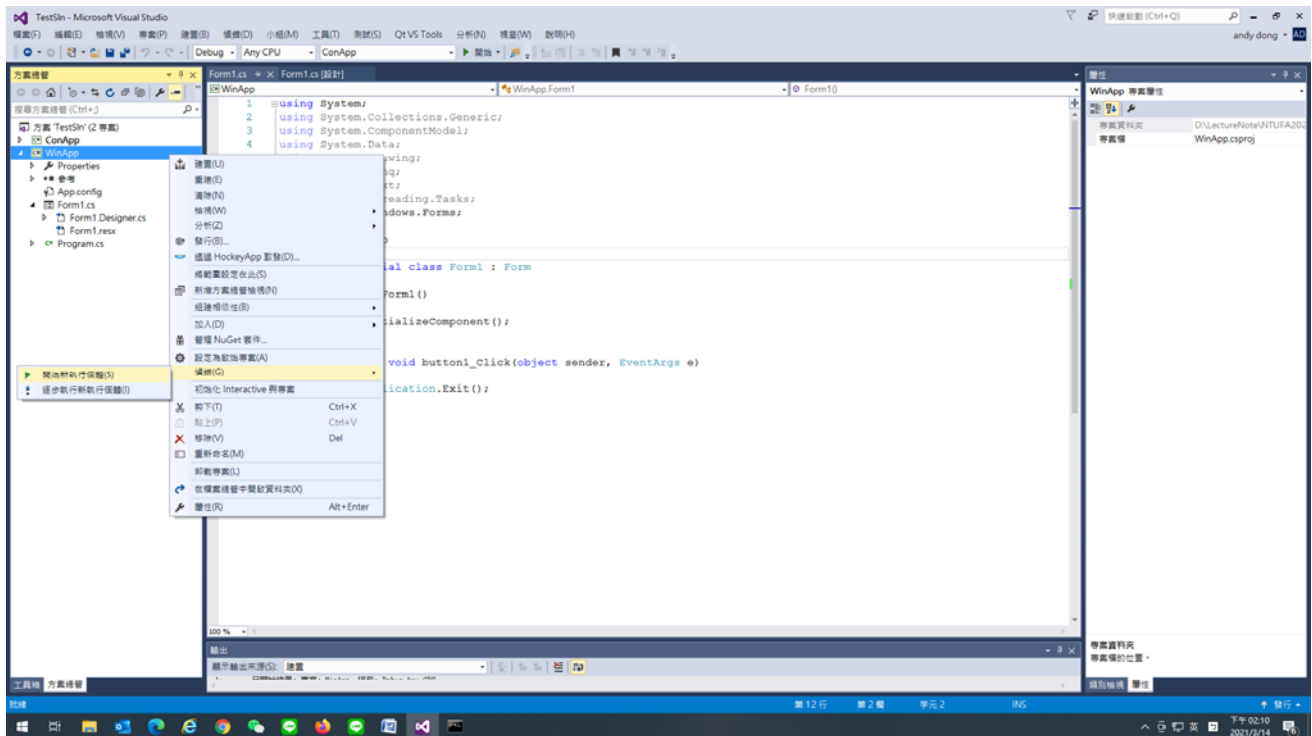 TestSln - Microsoft Visual Studio
快速啟動 (Ctrl+Q)
檔案(F) 編輯(E) 檢視(V) 專案(P) 建置(B) 偵錯(D) 小組(M) 工具(T) 測試(S) Qt VS Tools 分析(N) 視窗(W) 說明(H)
andy dong AD
Debug Any CPU ConApp 開始
方案總管
Form1.cs Form1.cs [設計]
屬性
WinApp WinApp.Form1 Form1()
WinApp 專案屬性
搜尋方案總管 (Ctrl+;)
方案 'TestSln' (2 專案)
ConApp
WinApp
Properties
參考
App.config
Form1.cs
Form1.Designer.cs
Form1.resx
Program.cs
1 using System;
2 using System.Collections.Generic;
3 using System.ComponentModel;
4 using System.Data;
wing;
q;
xt;
reading.Tasks;
dows.Forms;
ial class Form1 : Form
Form1()
tializeComponent();
void button1_Click(object sender, EventArgs e)
lication.Exit();
專案資料夾 D:\LectureNote\NTUFA202
專案檔 WinApp.csproj
建置(U)
重建(E)
清除(N)
檢視(W)
分析(Z)
發行(B)...
透過 HockeyApp 散發(D)...
將範圍設定在此(S)
新增方案總管檢視(N)
組建相依性(B)
加入(D)
管理 NuGet 套件...
設定為啟始專案(A)
偵錯(G)
初始化 Interactive 與專案
剪下(T) Ctrl+X
貼上(P) Ctrl+V
移除(V) Del
重新命名(M)
卸載專案(L)
在檔案總管中開啟資料夾(X)
屬性(R) Alt+Enter
開始新執行個體(S)
逐步執行新執行個體(I)
100 %
輸出
顯示輸出來源(S): 建置
專案資料夾
專案檔的位置。
工具箱 方案總管
類別檢視 屬性
就緒 第 12 行 第 2 欄 字元 2 INS 發行
英
下午 02:10
2021/3/14